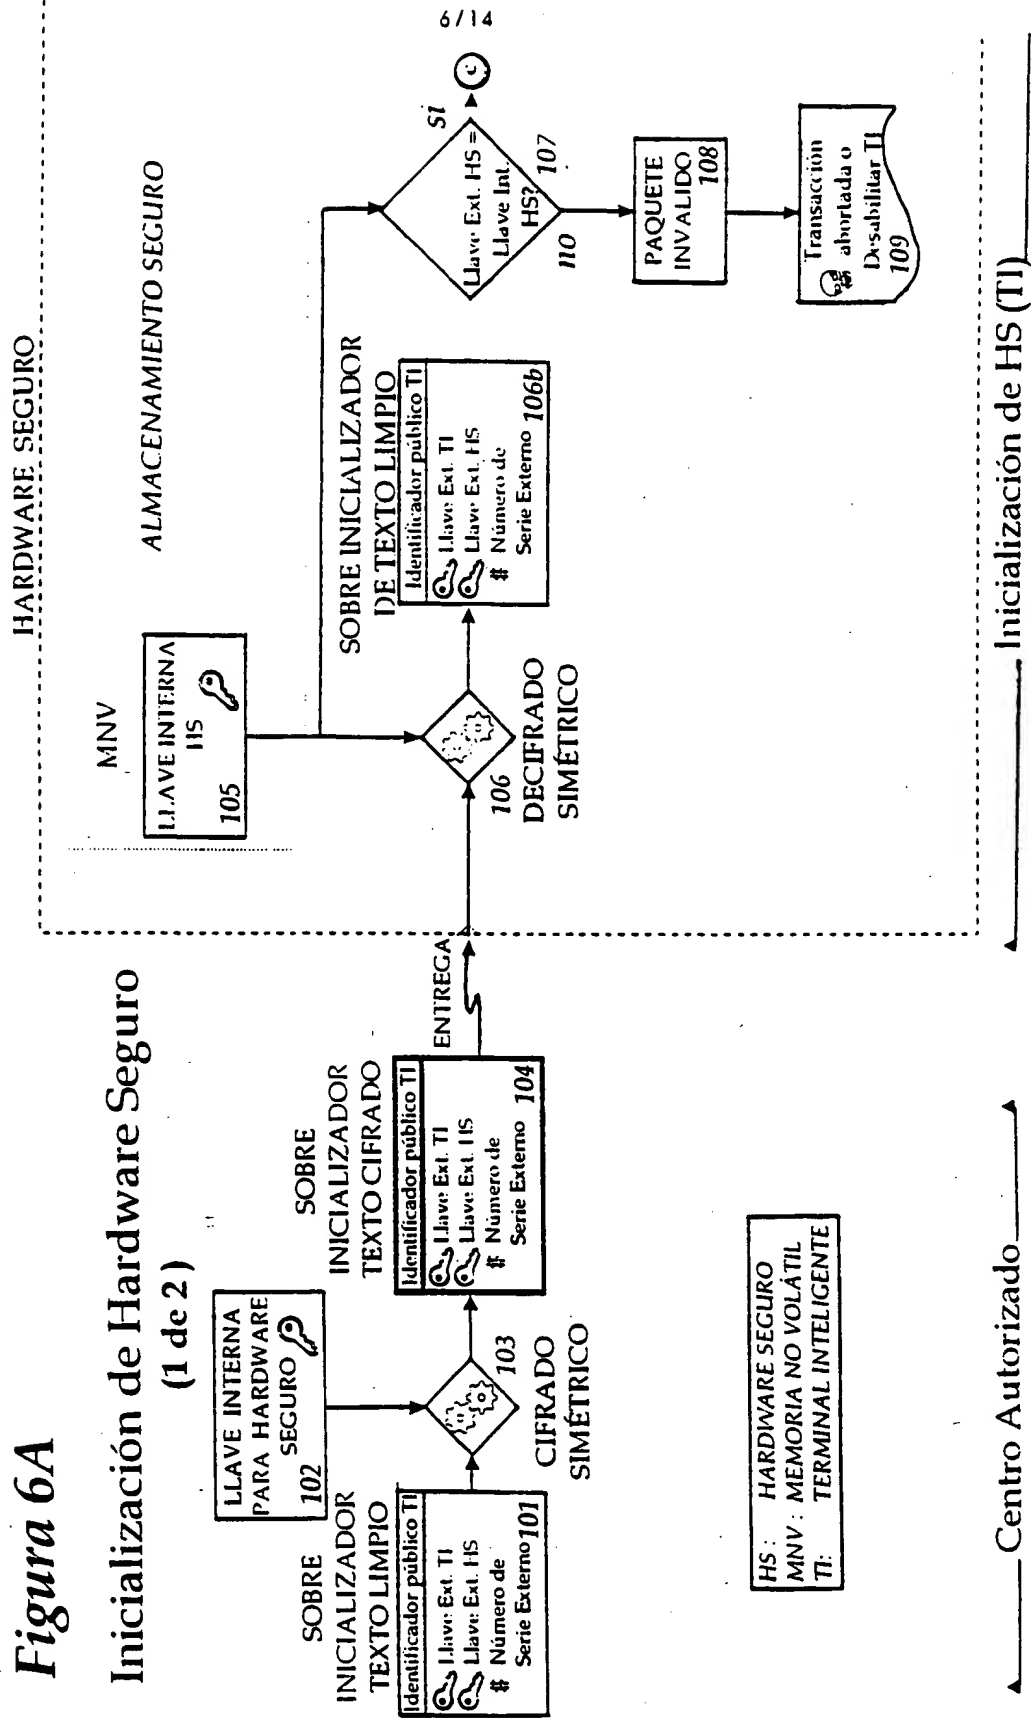 6/14
Figura 6A
Inicialización de Hardware Seguro
(1 de 2)
SOBRE
INICIALIZADOR
TEXTO LIMPIO
Identificador público TI
Llave Ext. TI
Llave Ext. HS
# Número de
Serie Externo 101
LLAVE INTERNA
PARA HARDWARE
SEGURO
102
103
CIFRADO
SIMÉTRICO
SOBRE
INICIALIZADOR
TEXTO CIFRADO
Identificador público TI
Llave Ext. TI
Llave Ext. HS
# Número de
Serie Externo 104
ENTREGA
HARDWARE SEGURO
ALMACENAMIENTO SEGURO
MNV
LLAVE INTERNA
HS
105
106
DECIFRADO
SIMÉTRICO
SOBRE INICIALIZADOR
DE TEXTO LIMPIO
Identificador público TI
Llave Ext. TI
Llave Ext. HS
# Número de
Serie Externo 106b
Llave Ext. HS =
Llave Int.
HS?
107
SI
c
no
PAQUETE
INVALIDO
108
Transacción
abortada o
Desabilitar TI
109
HS: HARDWARE SEGURO
MNV: MEMORIA NO VOLÁTIL
TI: TERMINAL INTELIGENTE
Centro Autorizado
Inicialización de HS (TI)